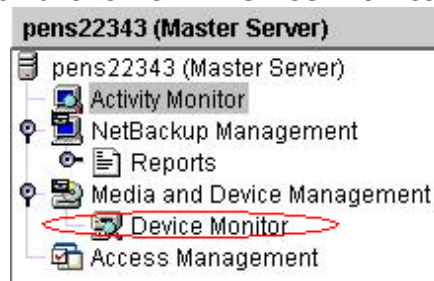 pens22343 (Master Server)
pens22343 (Master Server)
Activity Monitor
NetBackup Management
Reports
Media and Device Management
Device Monitor
Access Management